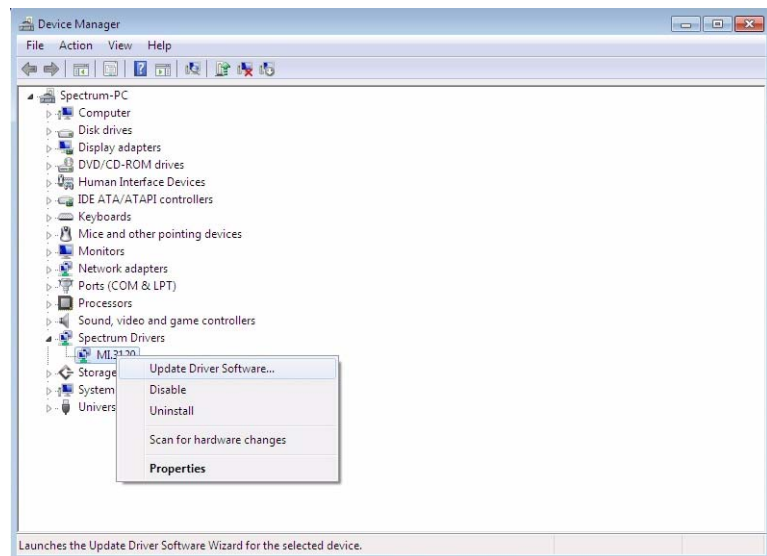 Device Manager
File Action View Help
Spectrum-PC
Computer
Disk drives
Display adapters
DVD/CD-ROM drives
Human Interface Devices
IDE ATA/ATAPI controllers
Keyboards
Mice and other pointing devices
Monitors
Network adapters
Ports (COM & LPT)
Processors
Sound, video and game controllers
Spectrum Drivers
MI.3120
Storage
System
Univers
Update Driver Software...
Disable
Uninstall
Scan for hardware changes
Properties
Launches the Update Driver Software Wizard for the selected device.